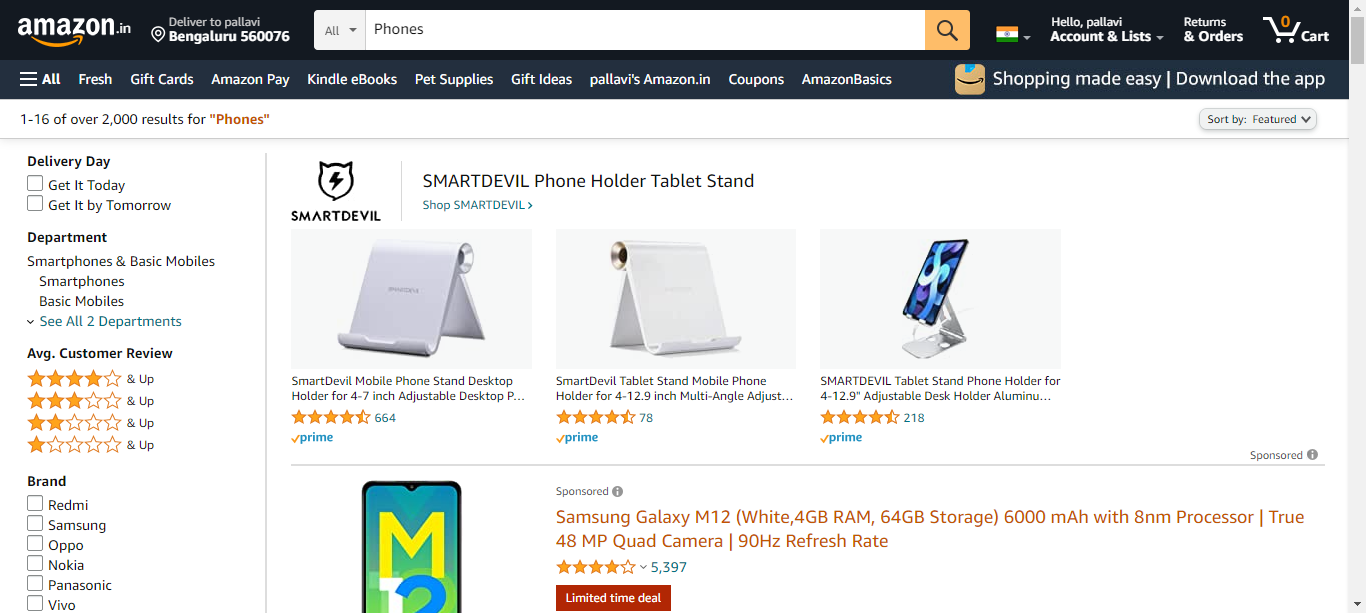 amazon.in
Deliver to pallavi
Bengaluru 560076
All
Phones
Hello, pallavi
Account & Lists
Returns
& Orders
0
Cart
All
Fresh
Gift Cards
Amazon Pay
Kindle eBooks
Pet Supplies
Gift Ideas
pallavi's Amazon.in
Coupons
AmazonBasics
Shopping made easy | Download the app
1-16 of over 2,000 results for "Phones"
Sort by: Featured
Delivery Day
Get It Today
Get It by Tomorrow
Department
Smartphones & Basic Mobiles
Smartphones
Basic Mobiles
See All 2 Departments
Avg. Customer Review
& Up
& Up
& Up
& Up
Brand
Redmi
Samsung
Oppo
Nokia
Panasonic
Vivo
SMARTDEVIL
SMARTDEVIL Phone Holder Tablet Stand
Shop SMARTDEVIL ›
SMARTDEVIL
SmartDevil Mobile Phone Stand Desktop
Holder for 4-7 inch Adjustable Desktop P...
664
prime
SmartDevil Tablet Stand Mobile Phone
Holder for 4-12.9 inch Multi-Angle Adjust...
78
prime
SMARTDEVIL Tablet Stand Phone Holder for
4-12.9" Adjustable Desk Holder Aluminu...
218
prime
Sponsored
M
12
Sponsored
Samsung Galaxy M12 (White,4GB RAM, 64GB Storage) 6000 mAh with 8nm Processor | True
48 MP Quad Camera | 90Hz Refresh Rate
5,397
Limited time deal